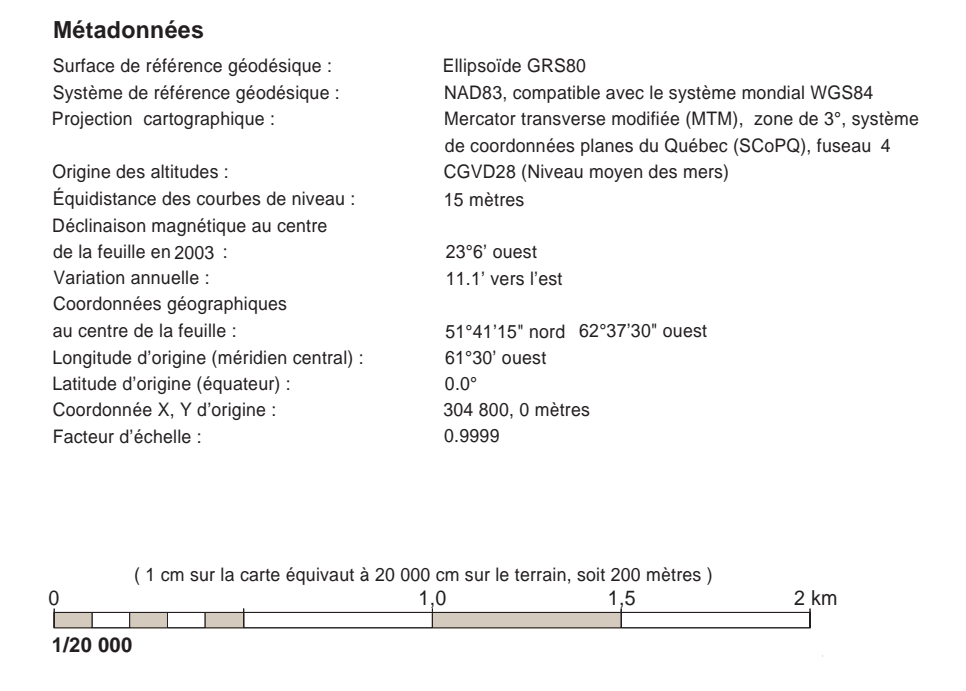 Métadonnées
Surface de référence géodésique : Ellipsoïde GRS80
Système de référence géodésique : NAD83, compatible avec le système mondial WGS84
Projection cartographique : Mercator transverse modifiée (MTM), zone de 3°, système
de coordonnées planes du Québec (SCoPQ), fuseau 4
Origine des altitudes : CGVD28 (Niveau moyen des mers)
Équidistance des courbes de niveau : 15 mètres
Déclinaison magnétique au centre
de la feuille en 2003 : 23°6’ ouest
Variation annuelle : 11.1’ vers l’est
Coordonnées géographiques
au centre de la feuille : 51°41’15" nord 62°37’30" ouest
Longitude d’origine (méridien central) : 61°30’ ouest
Latitude d’origine (équateur) : 0.0°
Coordonnée X, Y d’origine : 304 800, 0 mètres
Facteur d’échelle : 0.9999
( 1 cm sur la carte équivaut à 20 000 cm sur le terrain, soit 200 mètres )
0 1,0 1,5 2 km
1/20 000